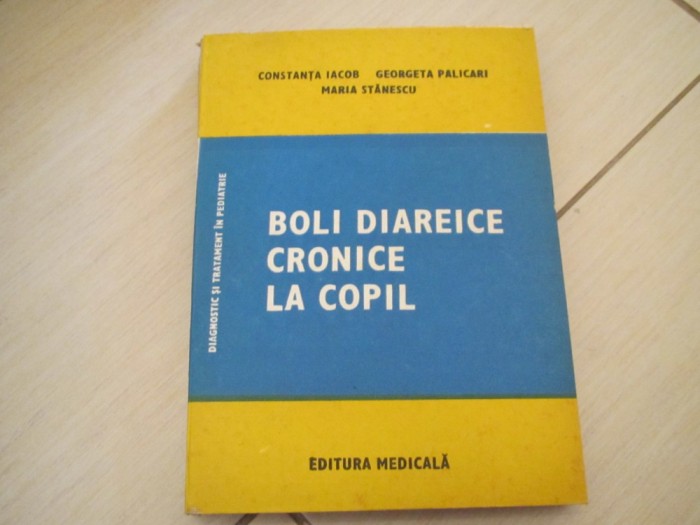 CONSTANȚA IACOB GEORGETA PALICARI
MARIA STĂNESCU
DIAGNOSTIC ȘI TRATAMENT ÎN PEDIATRIE
BOLI DIAREICE
CRONICE
LA COPIL
EDITURA MEDICALĂ